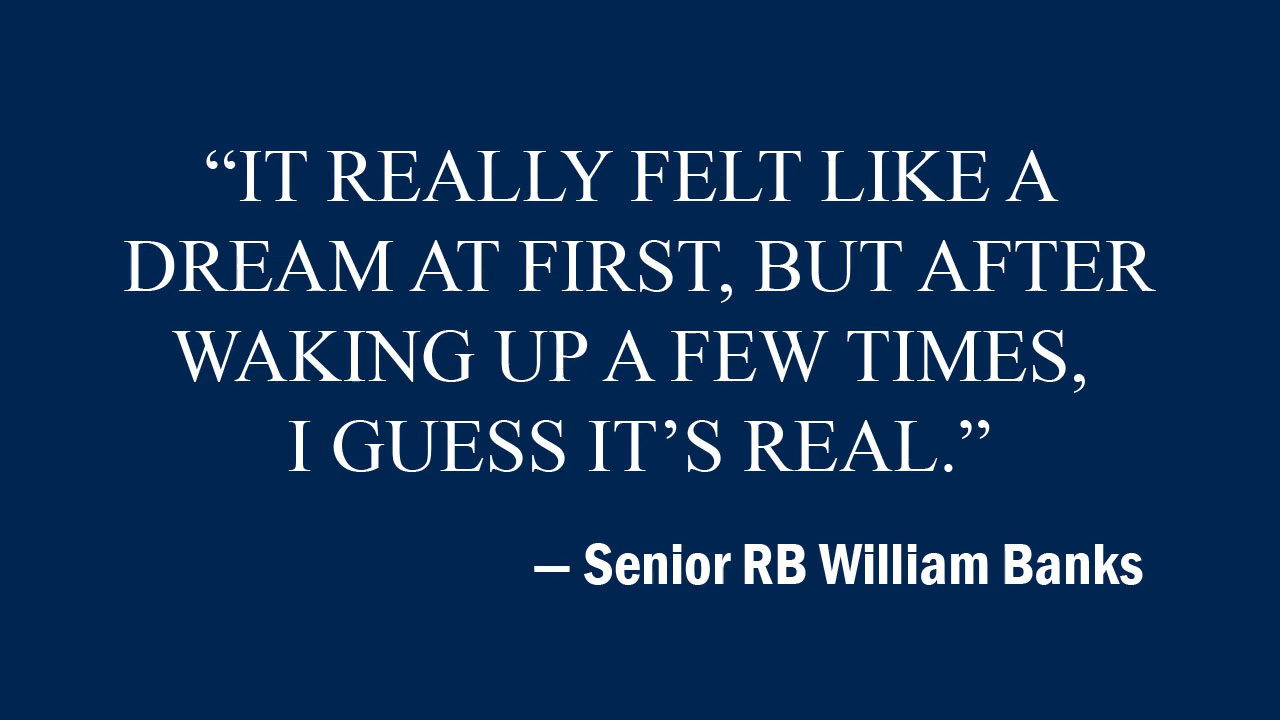 “IT REALLY FELT LIKE A
DREAM AT FIRST, BUT AFTER
WAKING UP A FEW TIMES,
I GUESS IT’S REAL.”
— Senior RB William Banks